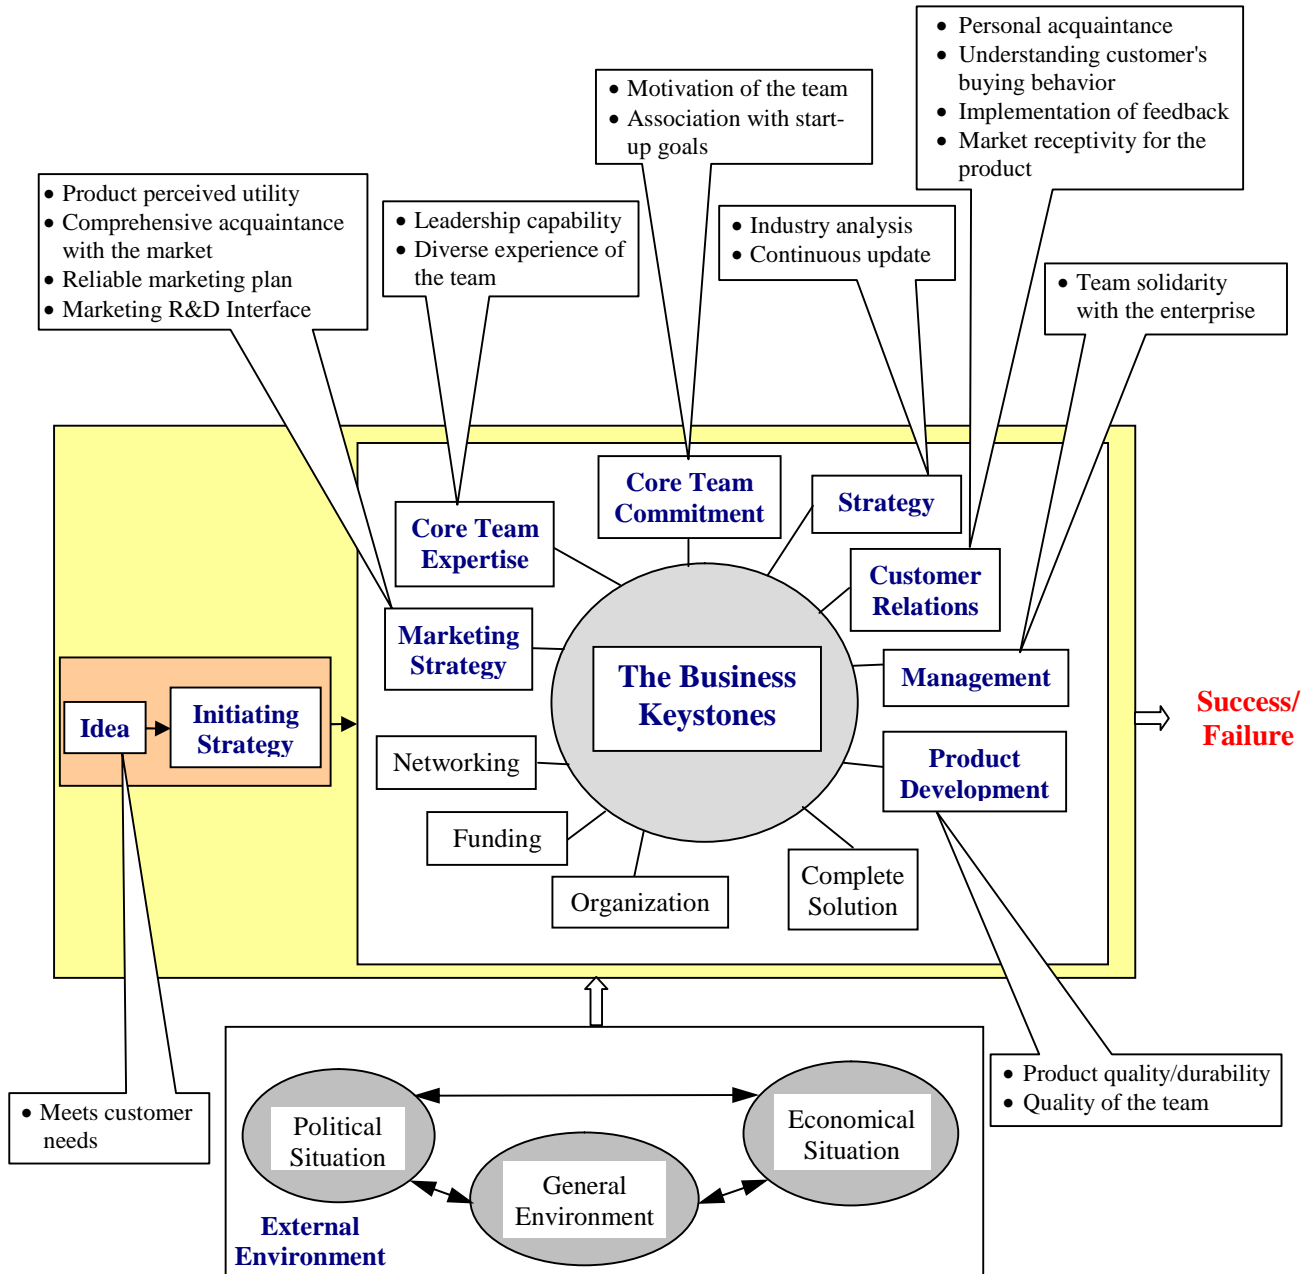 • Personal acquaintance
• Understanding customer's
buying behavior
• Implementation of feedback
• Market receptivity for the
product
• Motivation of the team
• Association with start-
up goals
• Product perceived utility
• Comprehensive acquaintance
with the market
• Reliable marketing plan
• Marketing R&D Interface
• Leadership capability
• Diverse experience of
the team
• Industry analysis
• Continuous update
• Team solidarity
with the enterprise
Core Team
Commitment
Strategy
Core Team
Expertise
Customer
Relations
Marketing
Strategy
The Business
Keystones
Management
Idea
Initiating
Strategy
Success/
Failure
Networking
Product
Development
Funding
Complete
Solution
Organization
• Meets customer
needs
• Product quality/durability
• Quality of the team
Political
Situation
Economical
Situation
General
Environment
External
Environment